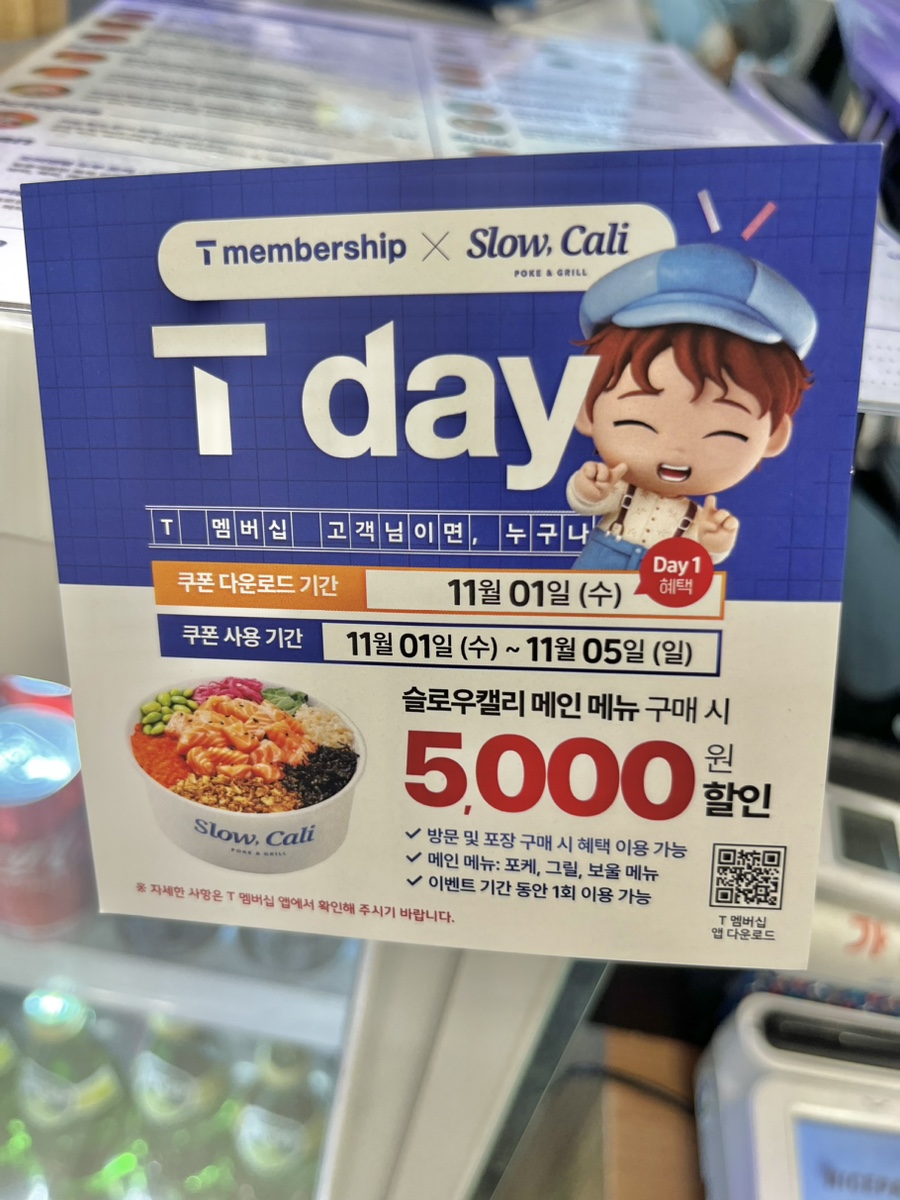 T membership × Slow, Cali
POKE & GRILL
T day
T 멤버십 고객님이면, 누구나
Day 1
혜택
쿠폰 다운로드 기간 11월 01일 (수)
쿠폰 사용 기간 11월 01일 (수) ~ 11월 05일 (일)
슬로우캘리 메인 메뉴 구매 시
5,000원 할인
✓ 방문 및 포장 구매 시 혜택 이용 가능
✓ 메인 메뉴: 포케, 그릴, 보울 메뉴
✓ 이벤트 기간 동안 1회 이용 가능
Slow, Cali
POKE & GRILL
※ 자세한 사항은 T 멤버십 앱에서 확인해 주시기 바랍니다.
T 멤버십
앱 다운로드